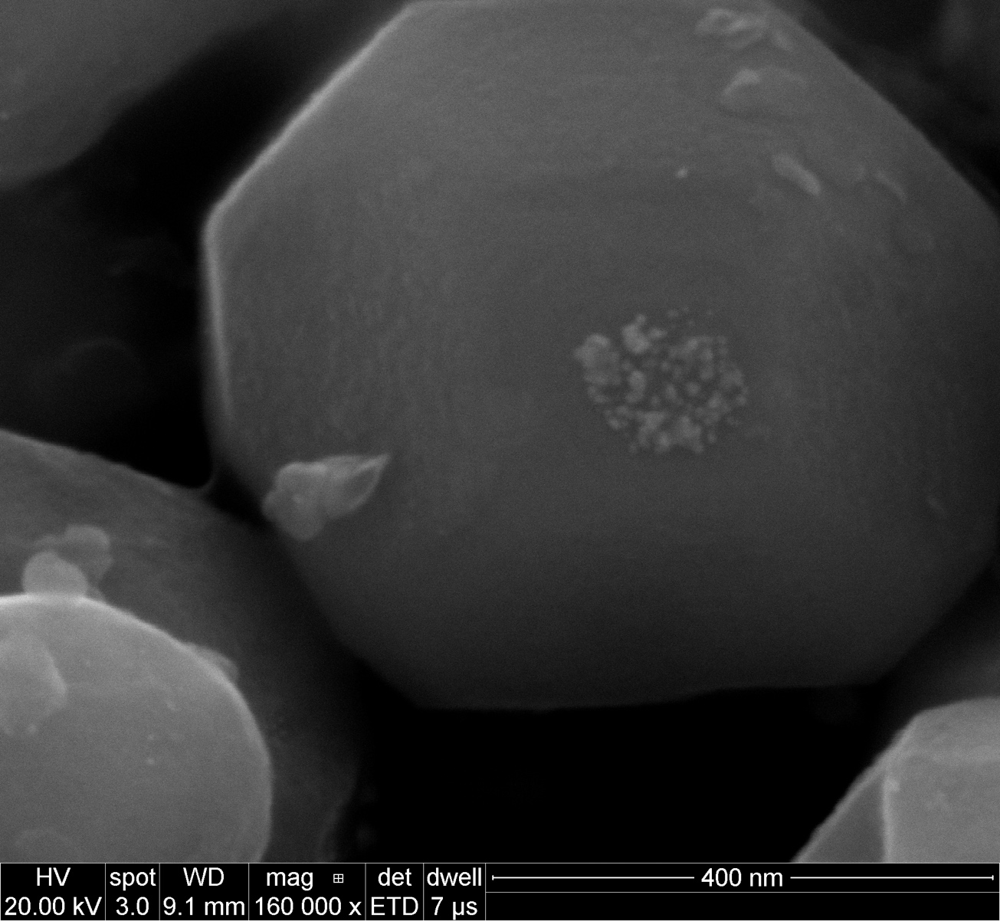 HV spot WD mag ⊞ det dwell 400 nm
20.00 kV 3.0 9.1 mm 160 000 x ETD 7 µs